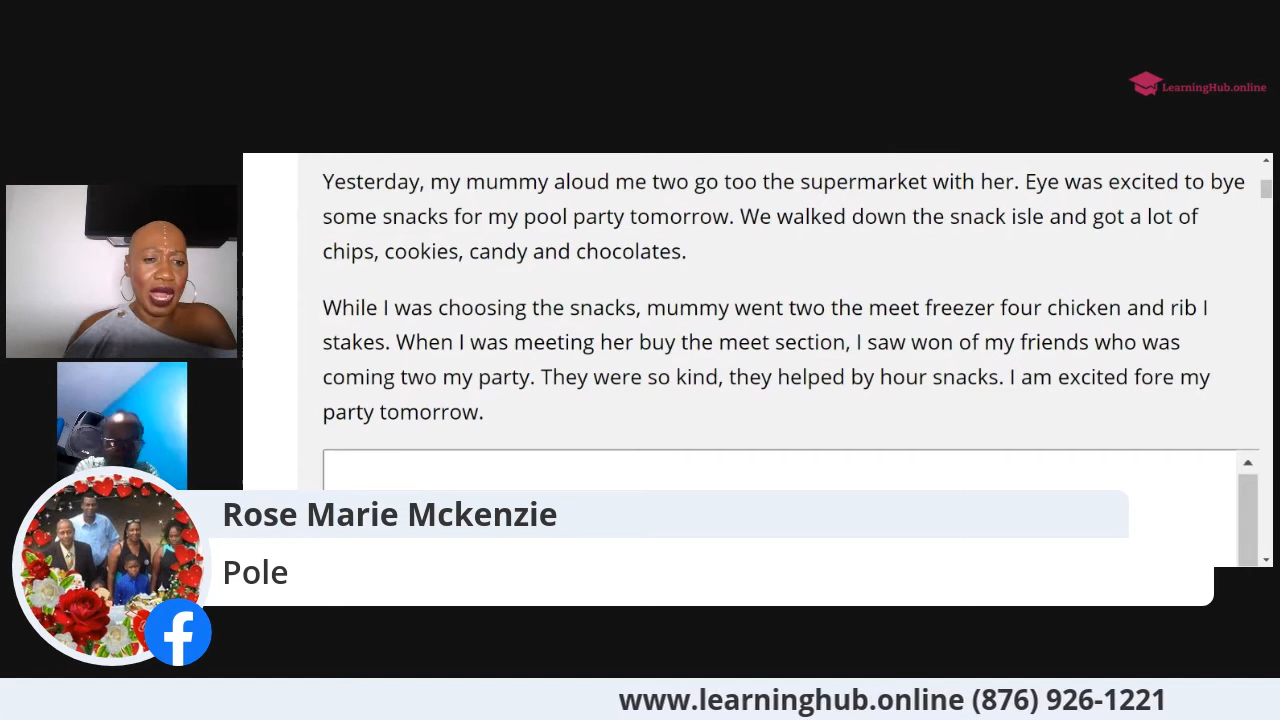 LearningHub.online
Yesterday, my mummy aloud me two go too the supermarket with her. Eye was excited to bye
some snacks for my pool party tomorrow. We walked down the snack isle and got a lot of
chips, cookies, candy and chocolates.
While I was choosing the snacks, mummy went two the meet freezer four chicken and rib I
stakes. When I was meeting her buy the meet section, I saw won of my friends who was
coming two my party. They were so kind, they helped by hour snacks. I am excited fore my
party tomorrow.
Rose Marie Mckenzie
Pole
www.learninghub.online (876) 926-1221